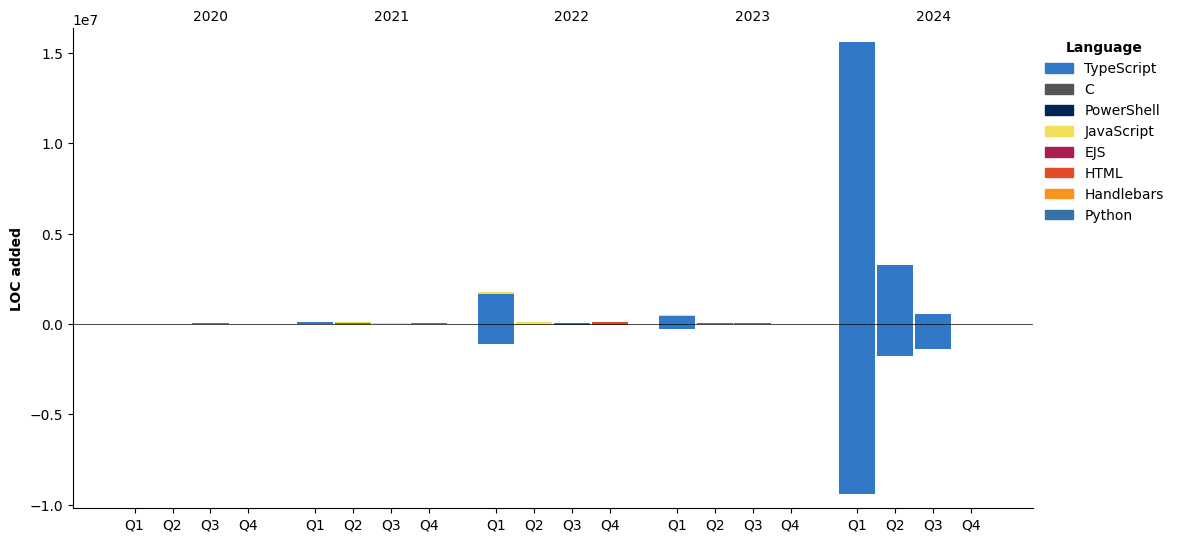 1e7
2020 2021 2022 2023 2024
Language
TypeScript
C
PowerShell
JavaScript
EJS
HTML
Handlebars
Python
LOC added
1.5
1.0
0.5
0.0
−0.5
−1.0
Q1 Q2 Q3 Q4 Q1 Q2 Q3 Q4 Q1 Q2 Q3 Q4 Q1 Q2 Q3 Q4 Q1 Q2 Q3 Q4